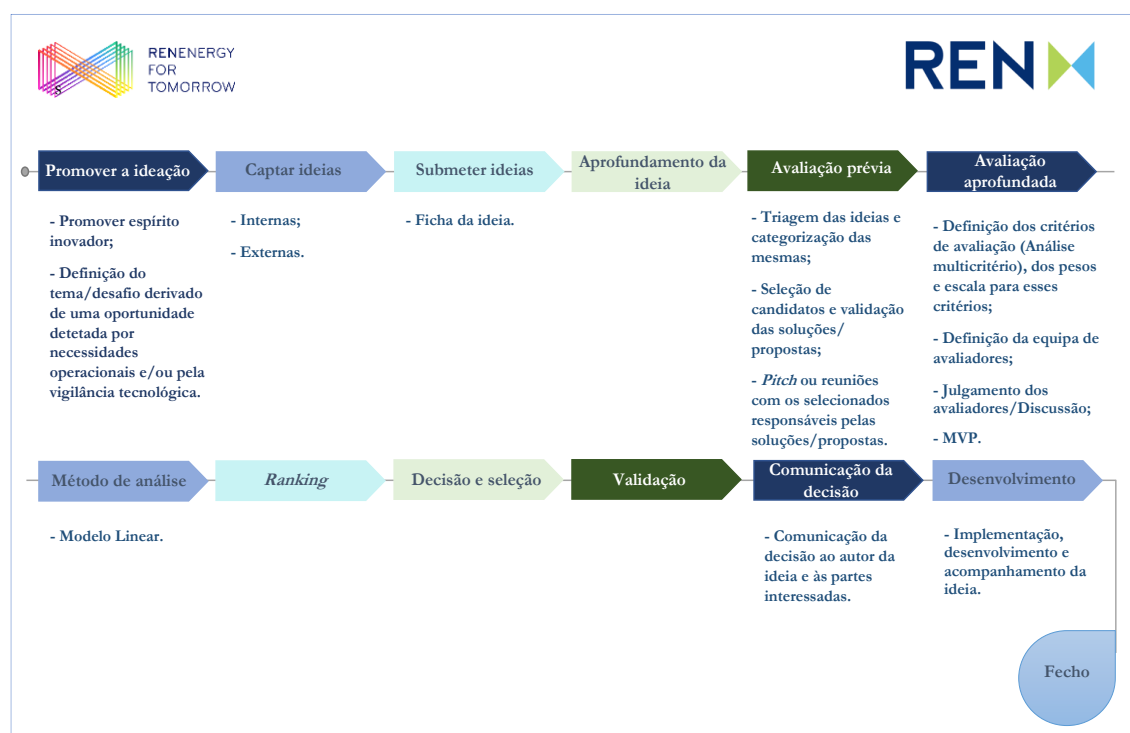 RENENERGY
FOR
TOMORROW
s
REN
Promover a ideação
Captar ideias
Submeter ideias
Aprofundamento da
ideia
Avaliação prévia
Avaliação
aprofundada
- Promover espírito
inovador;
- Definição do
tema/desafio derivado
de uma oportunidade
detetada por
necessidades
operacionais e/ou pela
vigilância tecnológica.
- Internas;
- Externas.
- Ficha da ideia.
- Triagem das ideias e
categorização das
mesmas;
- Seleção de
candidatos e validação
das soluções/
propostas;
- Pitch ou reuniões
com os selecionados
responsáveis pelas
soluções/propostas.
- Definição dos critérios
de avaliação (Análise
multicritério), dos pesos
e escala para esses
critérios;
- Definição da equipa de
avaliadores;
- Julgamento dos
avaliadores/Discussão;
- MVP.
Método de análise
Ranking
Decisão e seleção
Validação
Comunicação da
decisão
Desenvolvimento
- Modelo Linear.
- Comunicação da
decisão ao autor da
ideia e às partes
interessadas.
- Implementação,
desenvolvimento e
acompanhamento da
ideia.
Fecho